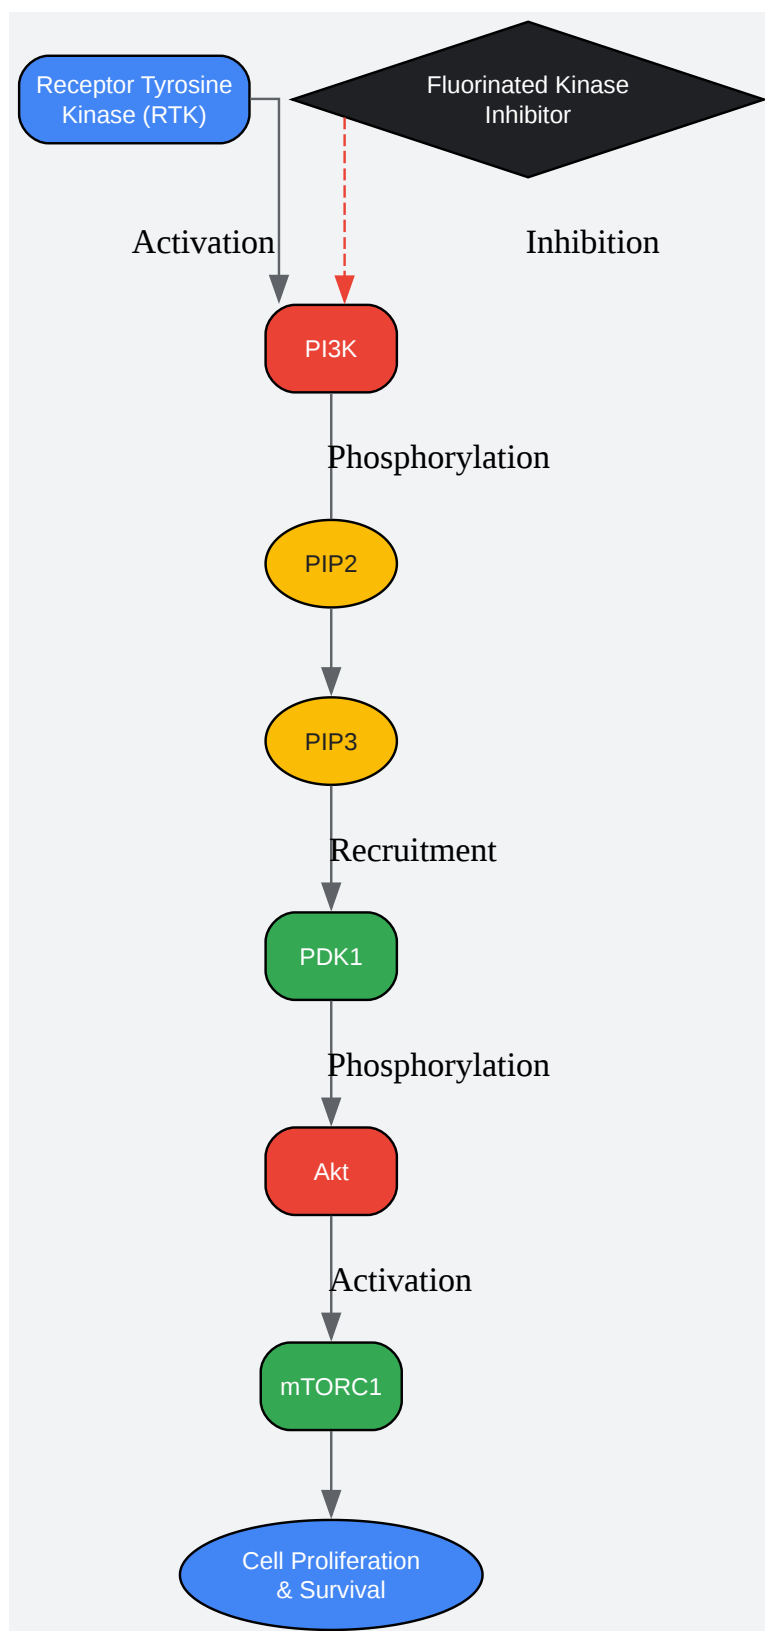 Receptor Tyrosine
Kinase (RTK)
Fluorinated Kinase
Inhibitor
Activation
Inhibition
PI3K
Phosphorylation
PIP2
PIP3
Recruitment
PDK1
Phosphorylation
Akt
Activation
mTORC1
Cell Proliferation
& Survival